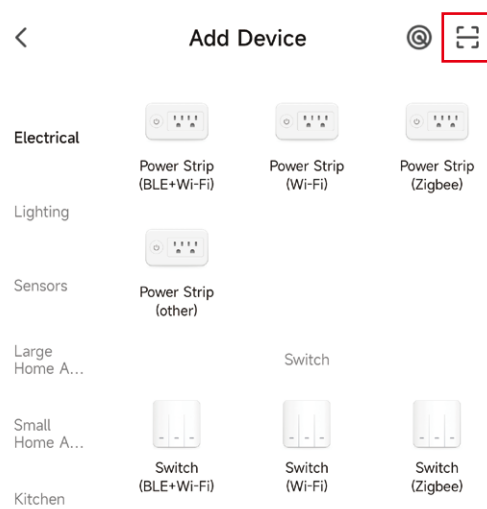 Add Device
Electrical
Lighting
Sensors
Large
Home A...
Small
Home A...
Kitchen
Power Strip
(BLE+Wi-Fi)
Power Strip
(Wi-Fi)
Power Strip
(Zigbee)
Power Strip
(other)
Switch
Switch
(BLE+Wi-Fi)
Switch
(Wi-Fi)
Switch
(Zigbee)